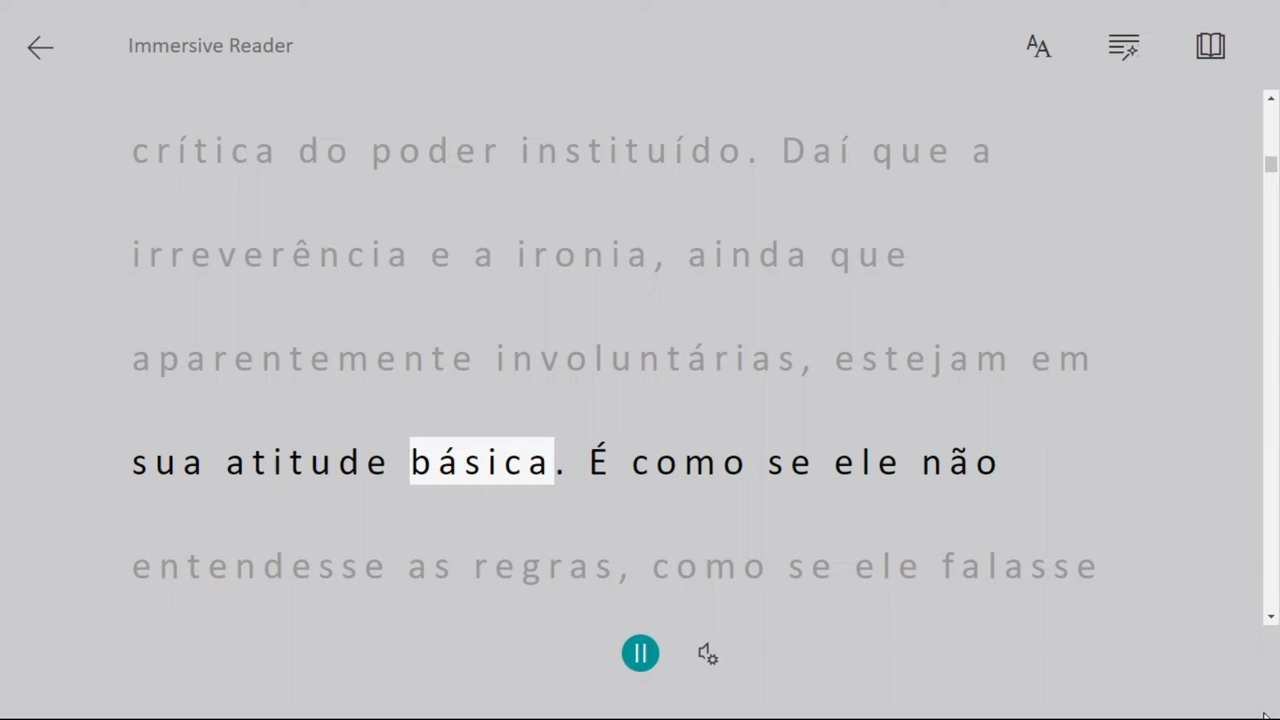 Immersive Reader
crítica do poder instituído. Daí que a
irreverência e a ironia, ainda que
aparentemente involuntárias, estejam em
sua atitude básica. É como se ele não
entendesse as regras, como se ele falasse